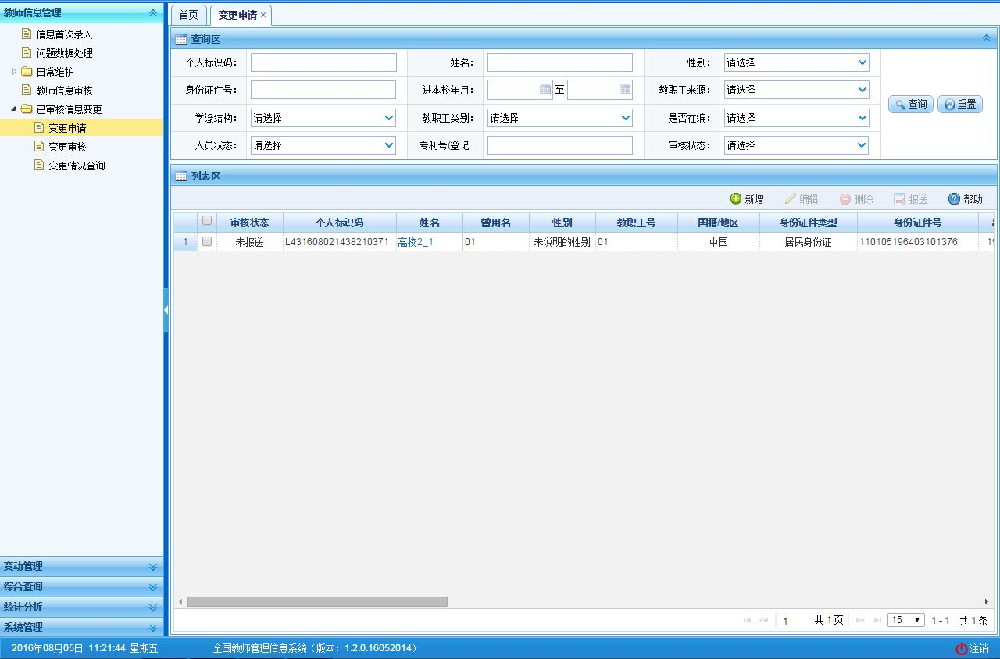 教师信息管理
信息首次录入
问题数据处理
日常维护
教师信息审核
已审核信息变更
变更申请
变更审核
变更情况查询
变动管理
综合查询
统计分析
系统管理
首页 变更申请 ×
查询区
个人标识码： 姓名： 性别： 请选择
身份证件号： 进本校年月： 至 教职工来源： 请选择
学缘结构： 请选择 教职工类别： 请选择 是否在编： 请选择
人员状态： 请选择 专利号(登记... 审核状态： 请选择
查询 重置
列表区
新增 编辑 删除 报送 帮助
审核状态 个人标识码 姓名 曾用名 性别 教职工号 国籍/地区 身份证件类型 身份证件号
1 未报送 L431608021438210371 高校2_1 01 未说明的性别 01 中国 居民身份证 110105196403101376 19
1 共 1 页 15 1 - 1 共 1 条
2016年08月05日 11:21:44 星期五 全国教师管理信息系统（版本：1.2.0.16052014） 注销